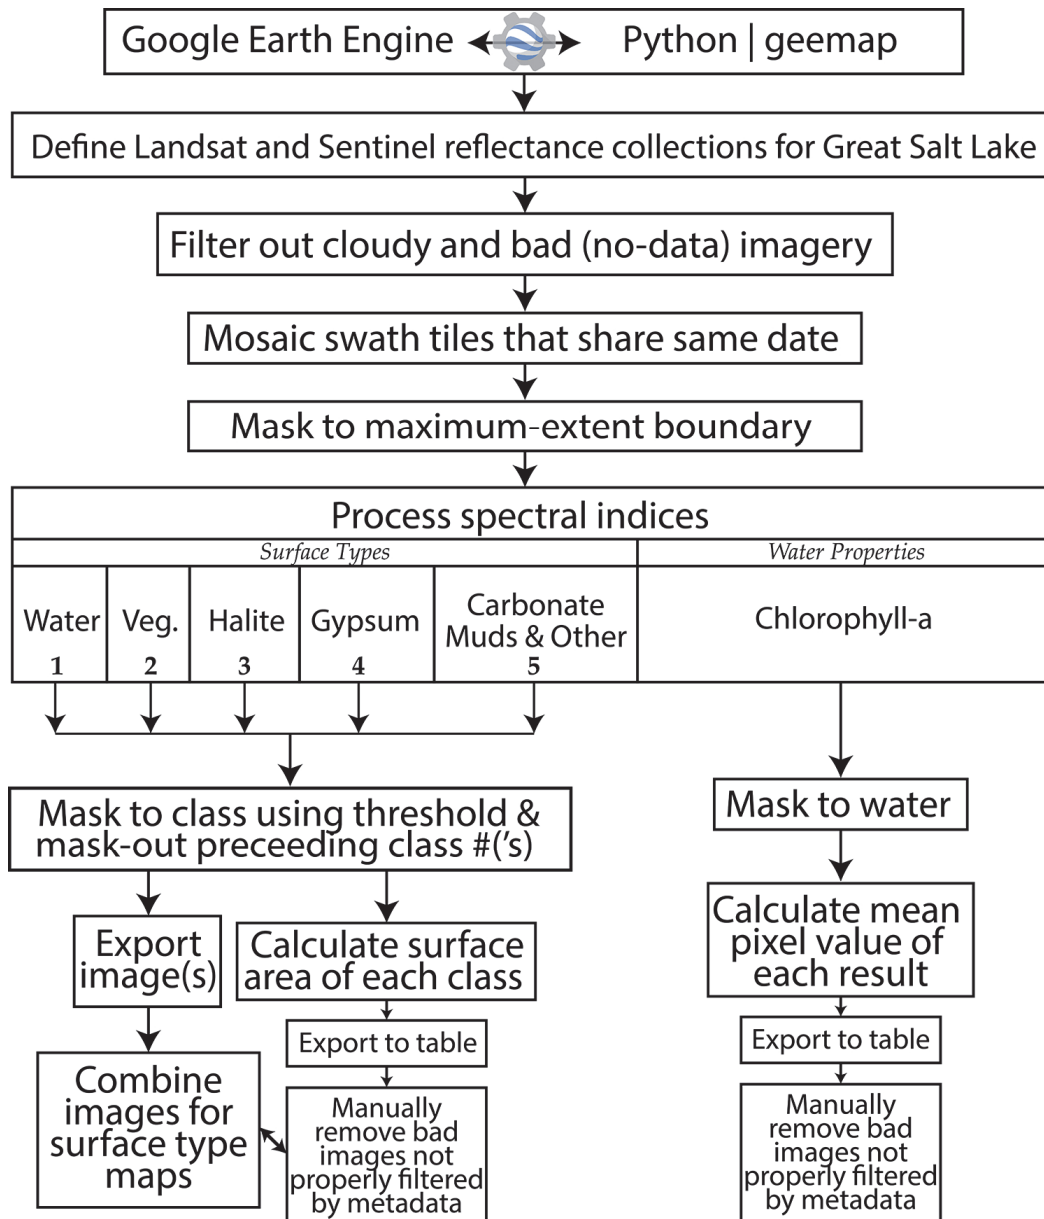 Google Earth Engine Python | geemap
Define Landsat and Sentinel reflectance collections for Great Salt Lake
Filter out cloudy and bad (no-data) imagery
Mosaic swath tiles that share same date
Mask to maximum-extent boundary
Process spectral indices
Surface Types
Water Properties
Water
1
Veg.
2
Halite
3
Gypsum
4
Carbonate
Muds & Other
5
Chlorophyll-a
Mask to class using threshold &
mask-out preceeding class #('s)
Export
image(s)
Combine
images for
surface type
maps
Calculate surface
area of each class
Export to table
Manually
remove bad
images not
properly filtered
by metadata
Mask to water
Calculate mean
pixel value of
each result
Export to table
Manually
remove bad
images not
properly filtered
by metadata